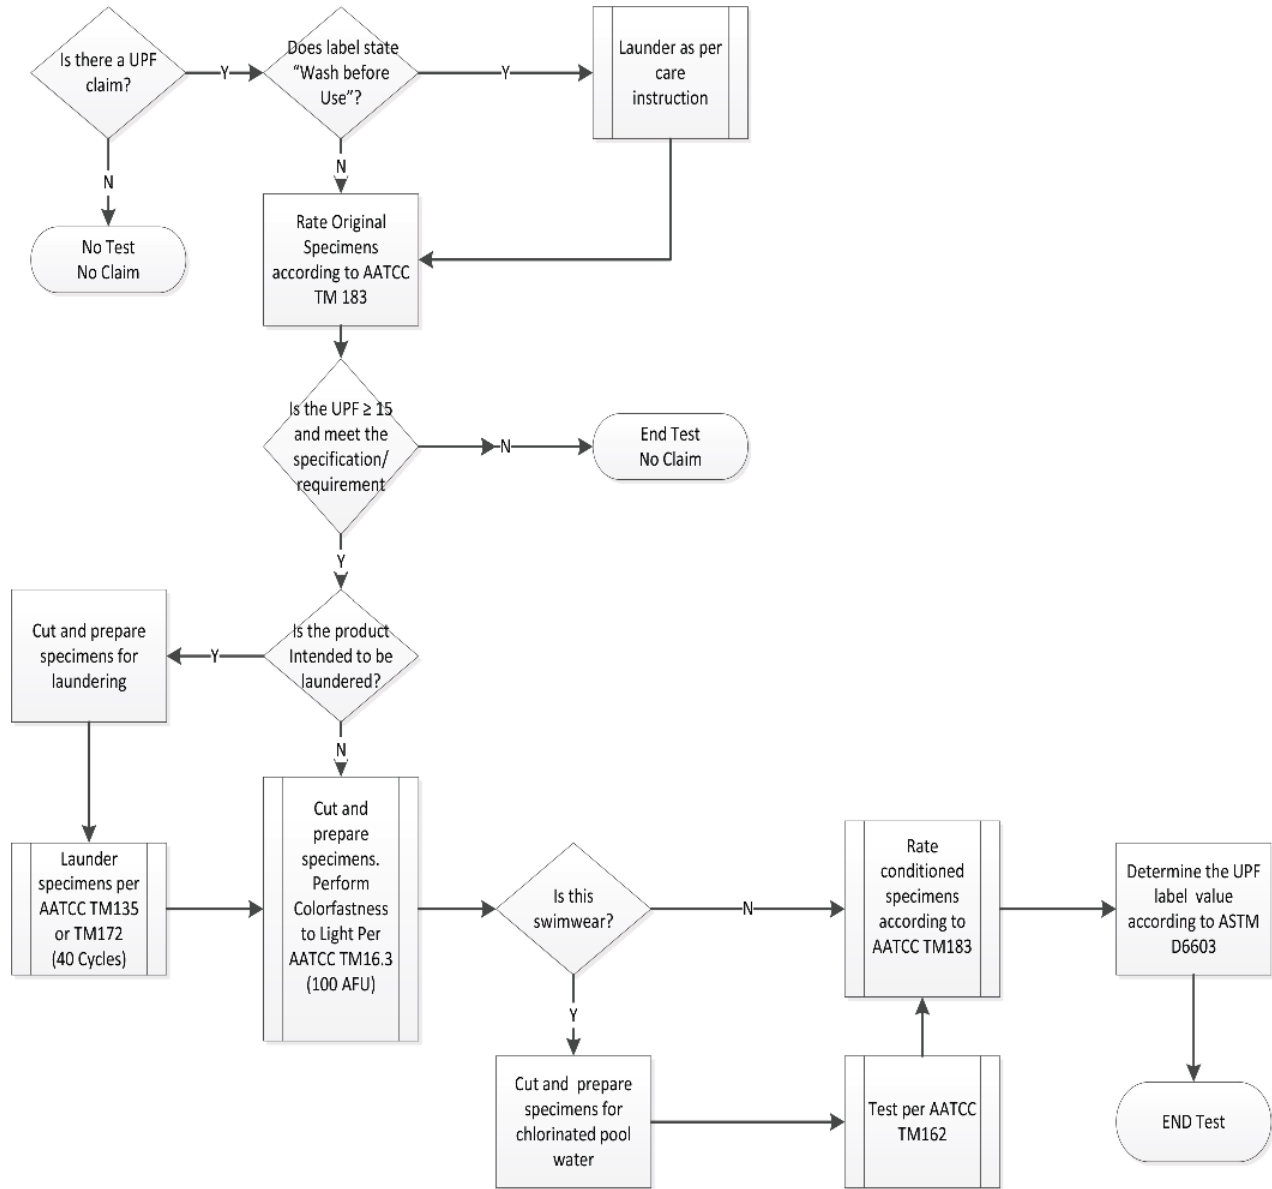 Is there a UPF
claim?
Y
Does label state
“Wash before
Use”?
Y
Launder as per
care
instruction
N
N
No Test
No Claim
Rate Original
Specimens
according to AATCC
TM 183
Is the UPF ≥ 15
and meet the
specification/
requirement
N
End Test
No Claim
Y
Is the product
Intended to be
laundered?
Y
Cut and prepare
specimens for
laundering
N
Launder
specimens per
AATCC TM135
or TM172
(40 Cycles)
Cut and
prepare
specimens.
Perform
Colorfastness
to Light Per
AATCC TM16.3
(100 AFU)
Is this
swimwear?
N
Rate
conditioned
specimens
according to
AATCC TM183
Determine the UPF
label value
according to ASTM
D6603
Y
Cut and prepare
specimens for
chlorinated pool
water
Test per AATCC
TM162
END Test